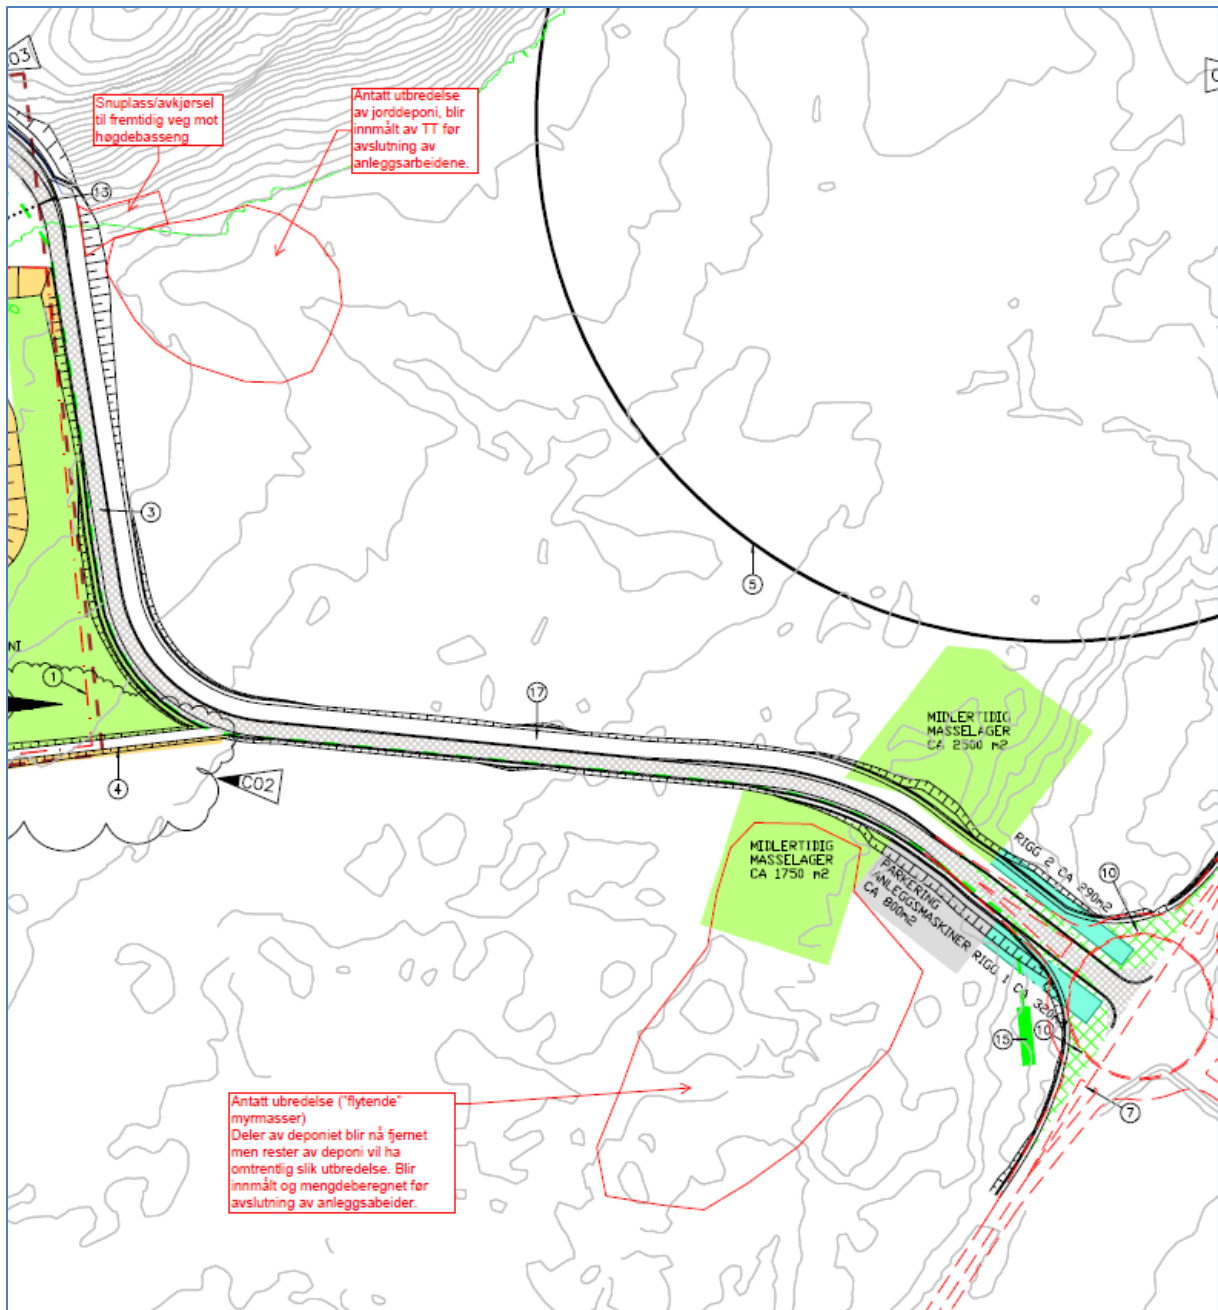 03
Snuplass/avkjørsel
til fremtidig veg mot
høgdebasseng
Antatt utbredelse
av jorddeponi, blir
innmålt av TT før
avslutning av
anleggsarbeidene.
13
3
5
NI
1
17
4
C02
MIDLERTIDIG
MASSELAGER
CA 2500 m2
MIDLERTIDIG
MASSELAGER
CA 1750 m2
PARKERING
ANLEGGSMASKINER
CA 800m2
RIGG 2 CA 290m2
10
RIGG 1 CA 320m2
15
10
7
Antatt ubredelse ("flytende"
myrmasser)
Deler av deponiet blir nå fjernet
men rester av deponi vil ha
omtrentlig slik utbredelse. Blir
innmålt og mengdeberegnet før
avslutning av anleggsabeider.